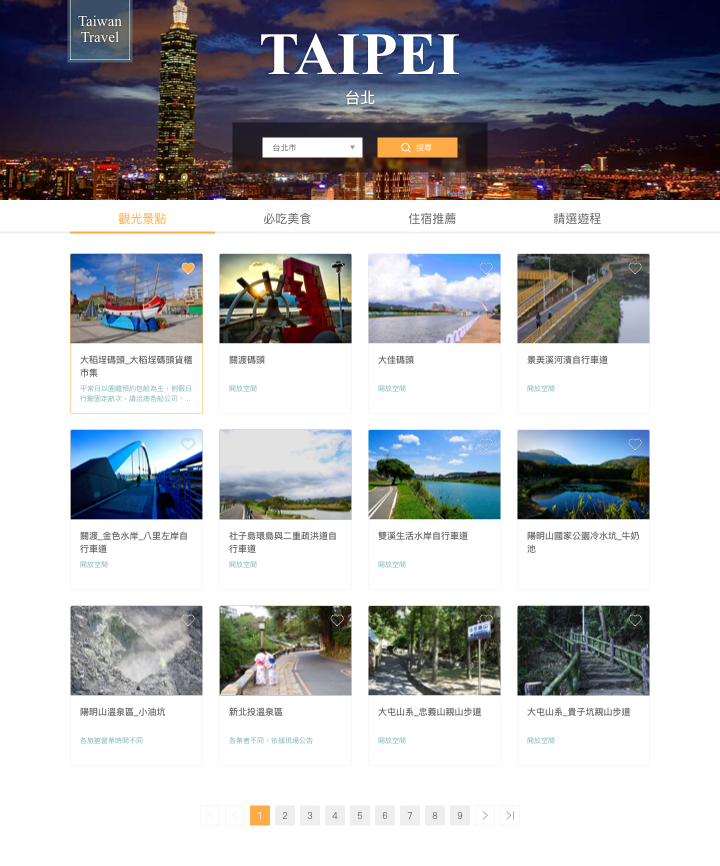 Taiwan
Travel
TAIPEI
台北
台北市
搜尋
觀光景點
必吃美食
住宿推薦
精選遊程
大稻埕碼頭_大稻埕碼頭貨櫃
市集
平常日以團體預約包船為主,例假日
行駛固定航次,請洽詢各船公司。...
關渡碼頭
開放空間
大佳碼頭
開放空間
景美溪河濱自行車道
開放空間
關渡_金色水岸_八里左岸自
行車道
開放空間
社子島環島與二重疏洪道自
行車道
開放空間
雙溪生活水岸自行車道
開放空間
陽明山國家公園冷水坑_牛奶
池
陽明山溫泉區_小油坑
各旅館營業時間不同
新北投溫泉區
各業者不同,依據現場公告
大屯山系_忠義山親山步道
開放空間
大屯山系_貴子坑親山步道
開放空間
1 2 3 4 5 6 7 8 9